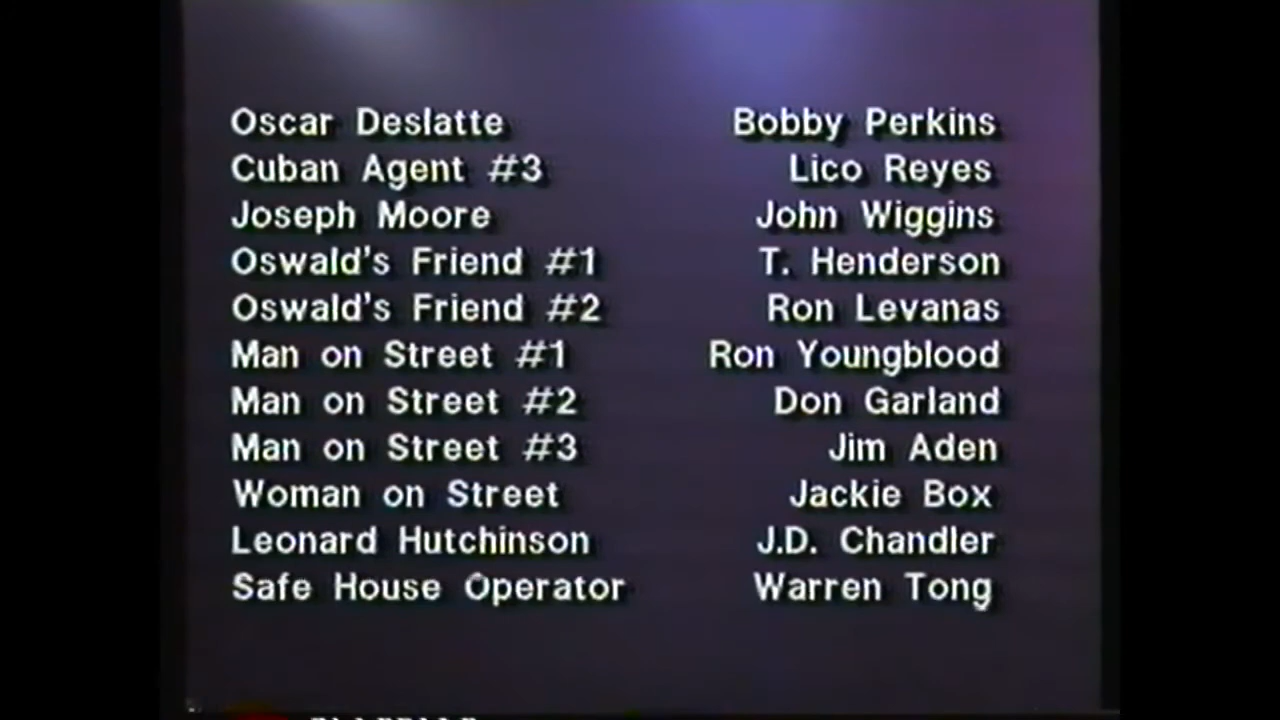 Oscar Deslatte Bobby Perkins
Cuban Agent #3 Lico Reyes
Joseph Moore John Wiggins
Oswald's Friend #1 T. Henderson
Oswald's Friend #2 Ron Levanas
Man on Street #1 Ron Youngblood
Man on Street #2 Don Garland
Man on Street #3 Jim Aden
Woman on Street Jackie Box
Leonard Hutchinson J.D. Chandler
Safe House Operator Warren Tong